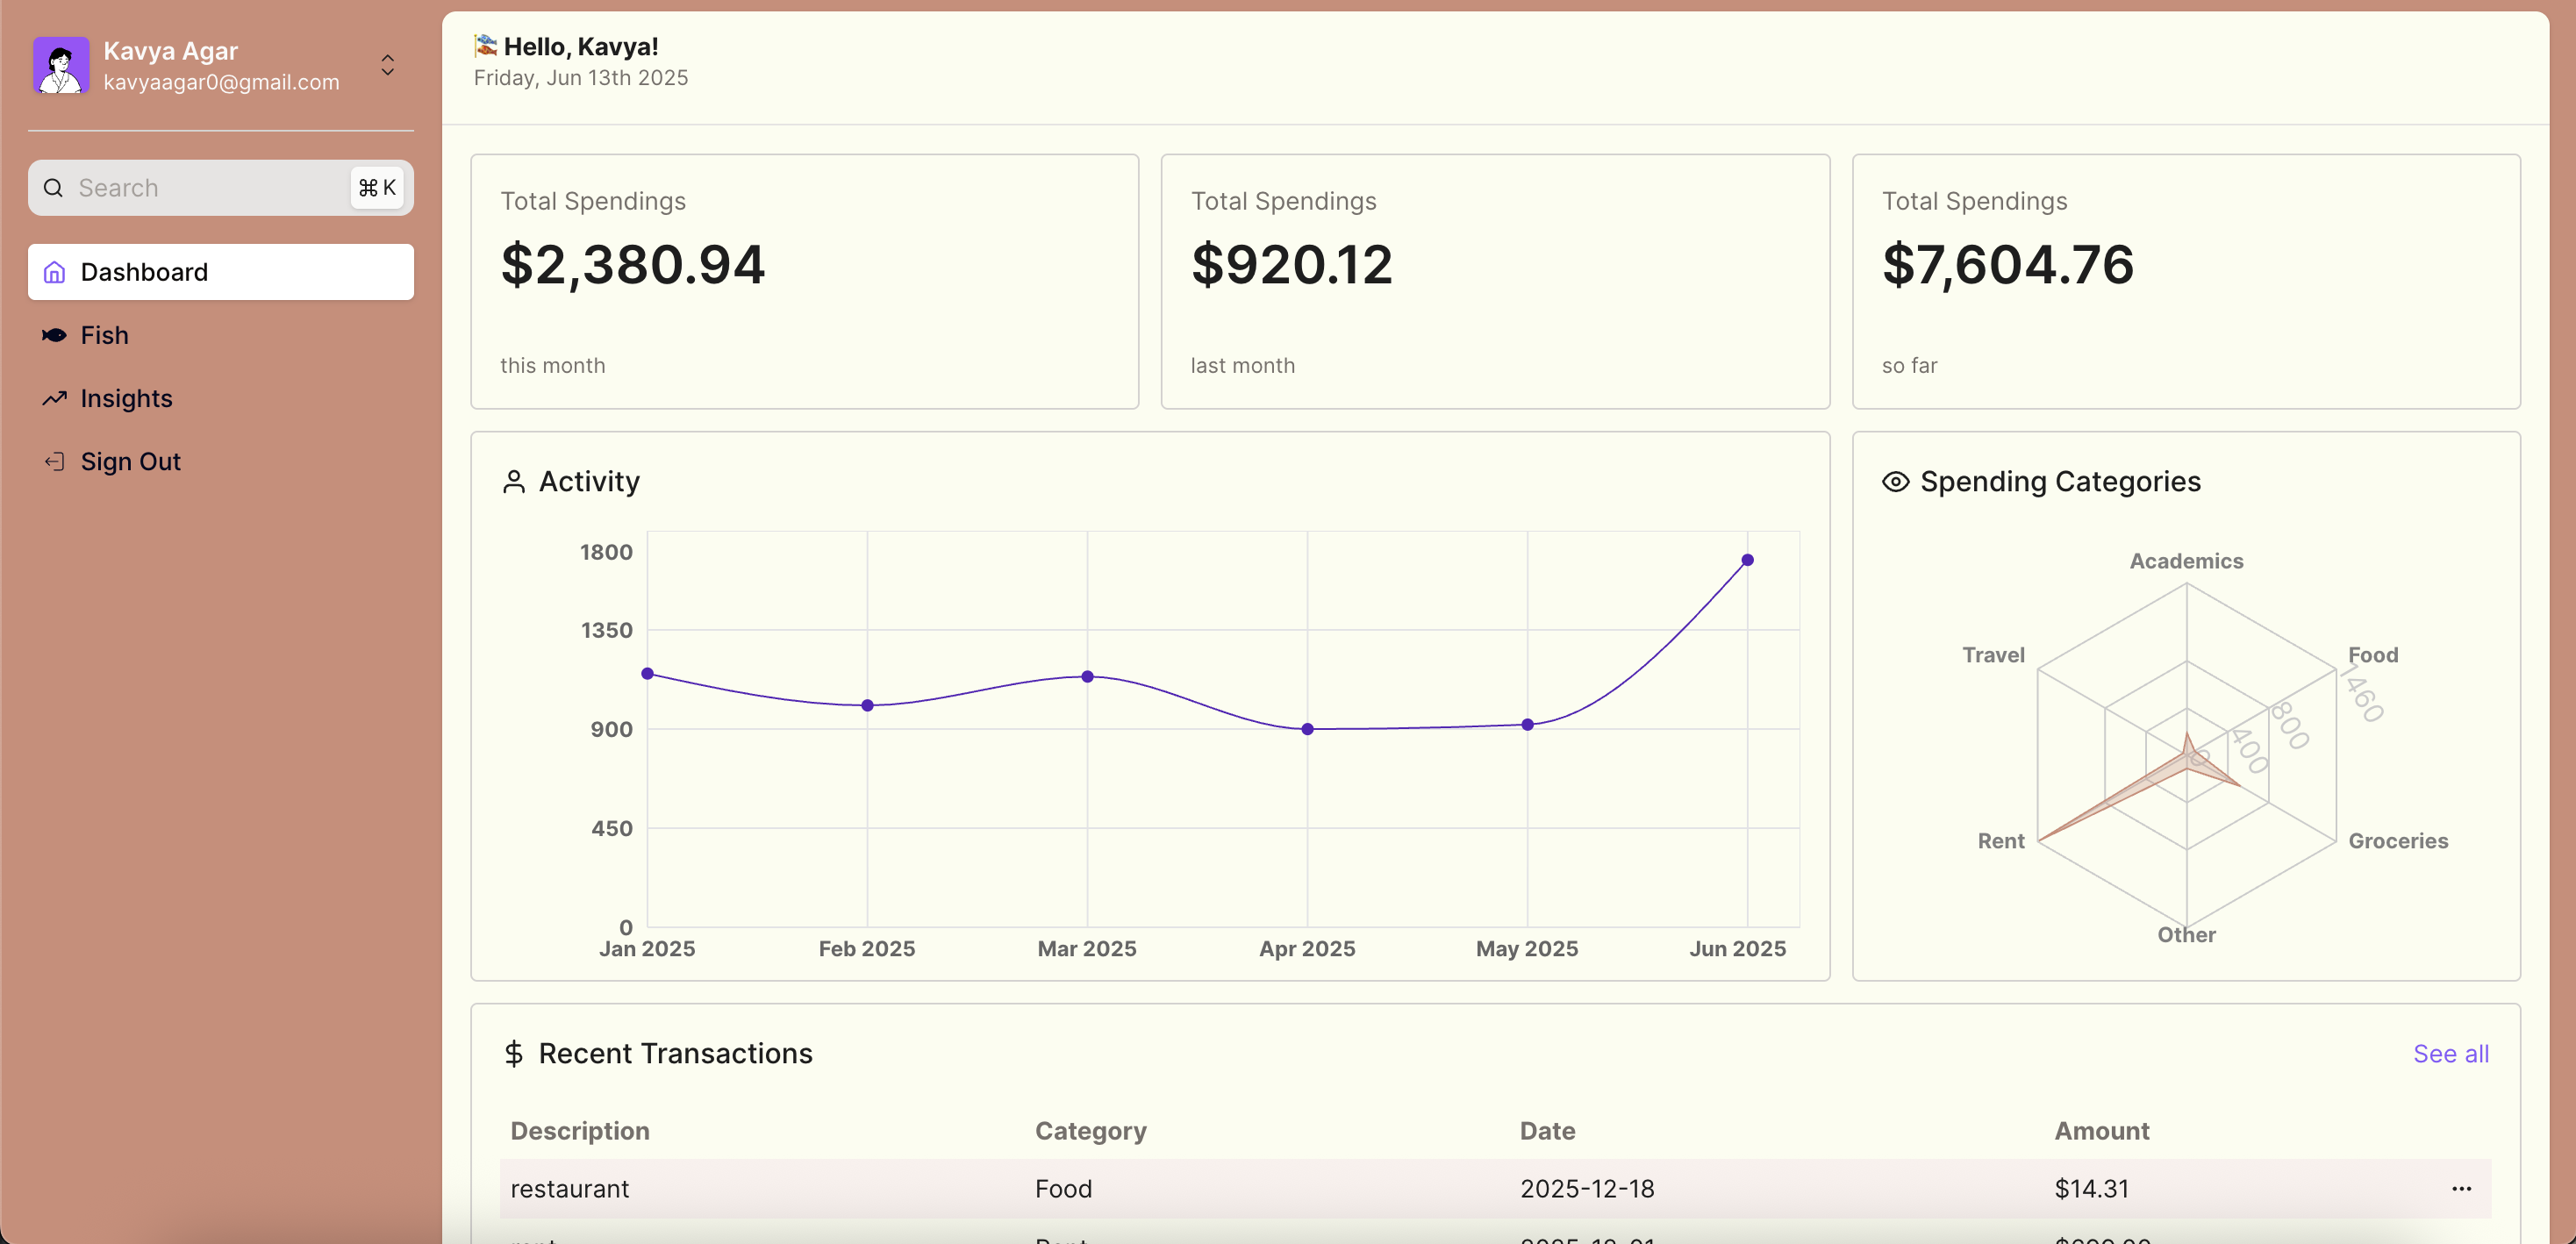 Kavya Agar
kavyaagar0@gmail.com
Search
⌘ K
Dashboard
Fish
Insights
Sign Out
Hello, Kavya!
Friday, Jun 13th 2025
Total Spendings
$2,380.94
this month
Total Spendings
$920.12
last month
Total Spendings
$7,604.76
so far
Activity
1800
1350
900
450
0
Jan 2025 Feb 2025 Mar 2025 Apr 2025 May 2025 Jun 2025
Spending Categories
Academics
Travel
Food
1460
800
400
0
Rent
Groceries
Other
Recent Transactions
See all
Description Category Date Amount
restaurant Food 2025-12-18 $14.31